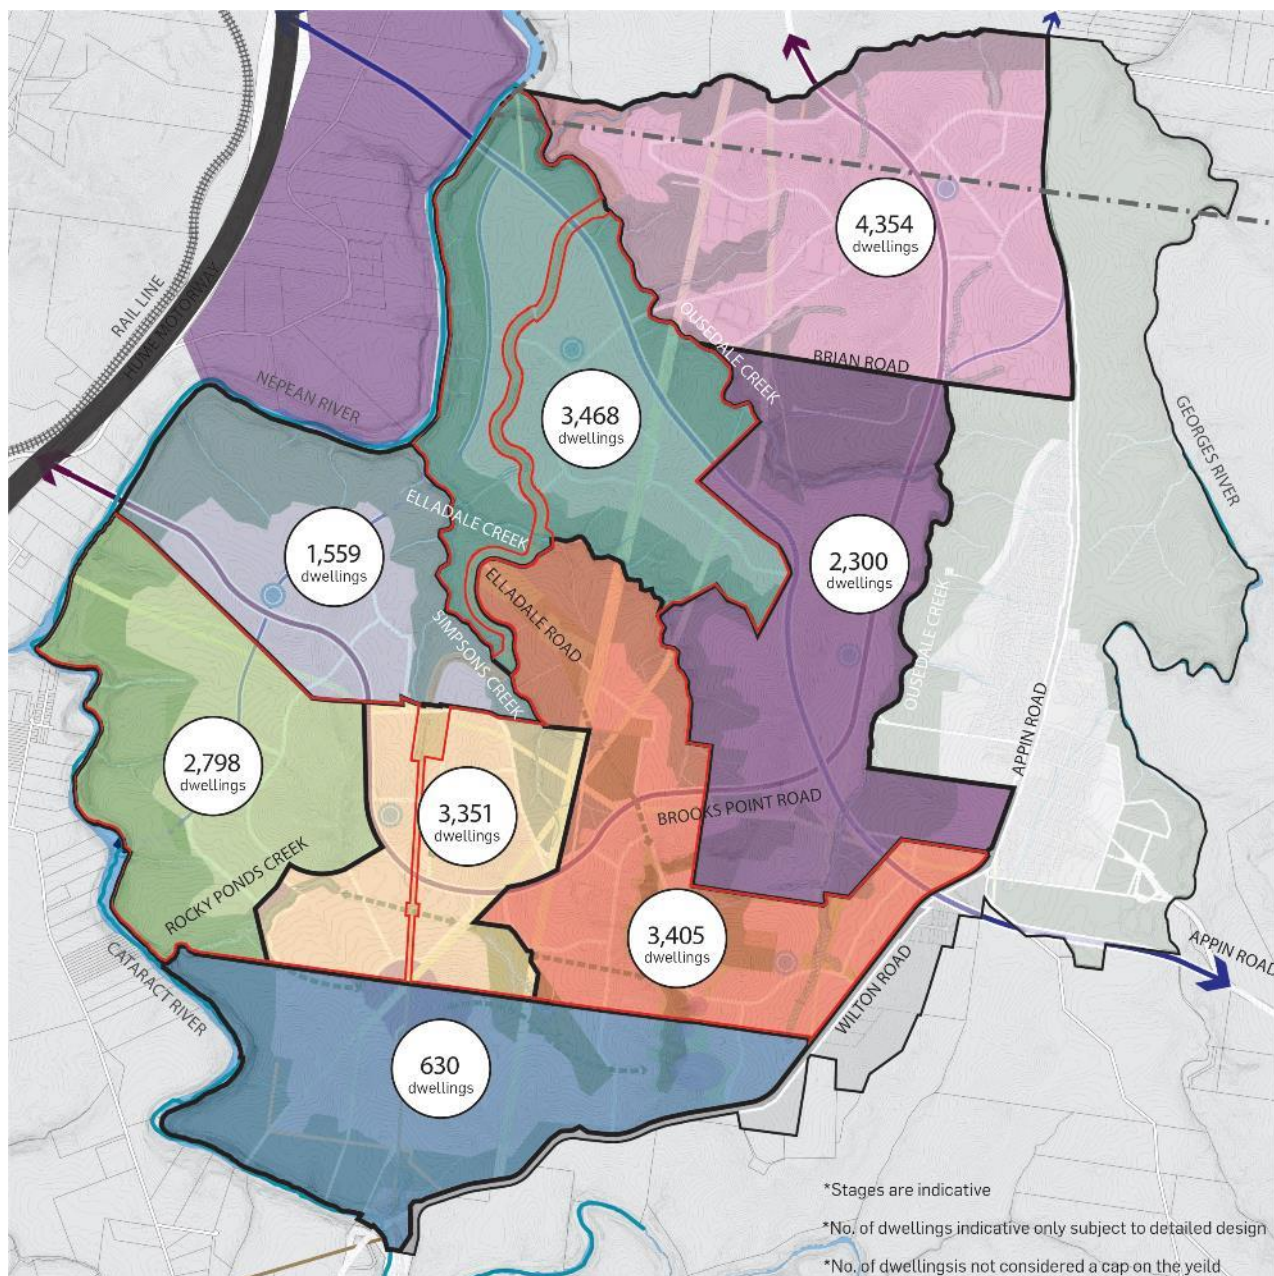 4,354
dwellings
RAIL LINE
HUME MOTORWAY
OUSEDALE CREEK
BRIAN ROAD
NEPEAN RIVER
3,468
dwellings
GEORGES RIVER
ELLADALE CREEK
1,559
dwellings
2,300
dwellings
ELLADALE ROAD
SIMPSONS CREEK
OUSEDALE CREEK
APPIN ROAD
2,798
dwellings
3,351
dwellings
BROOKS POINT ROAD
ROCKY PONDS CREEK
3,405
dwellings
CATARACT RIVER
WILTON ROAD
APPIN ROAD
630
dwellings
*Stages are indicative
*No. of dwellings indicative only subject to detailed design
*No. of dwellingsis not considered a cap on the yeild